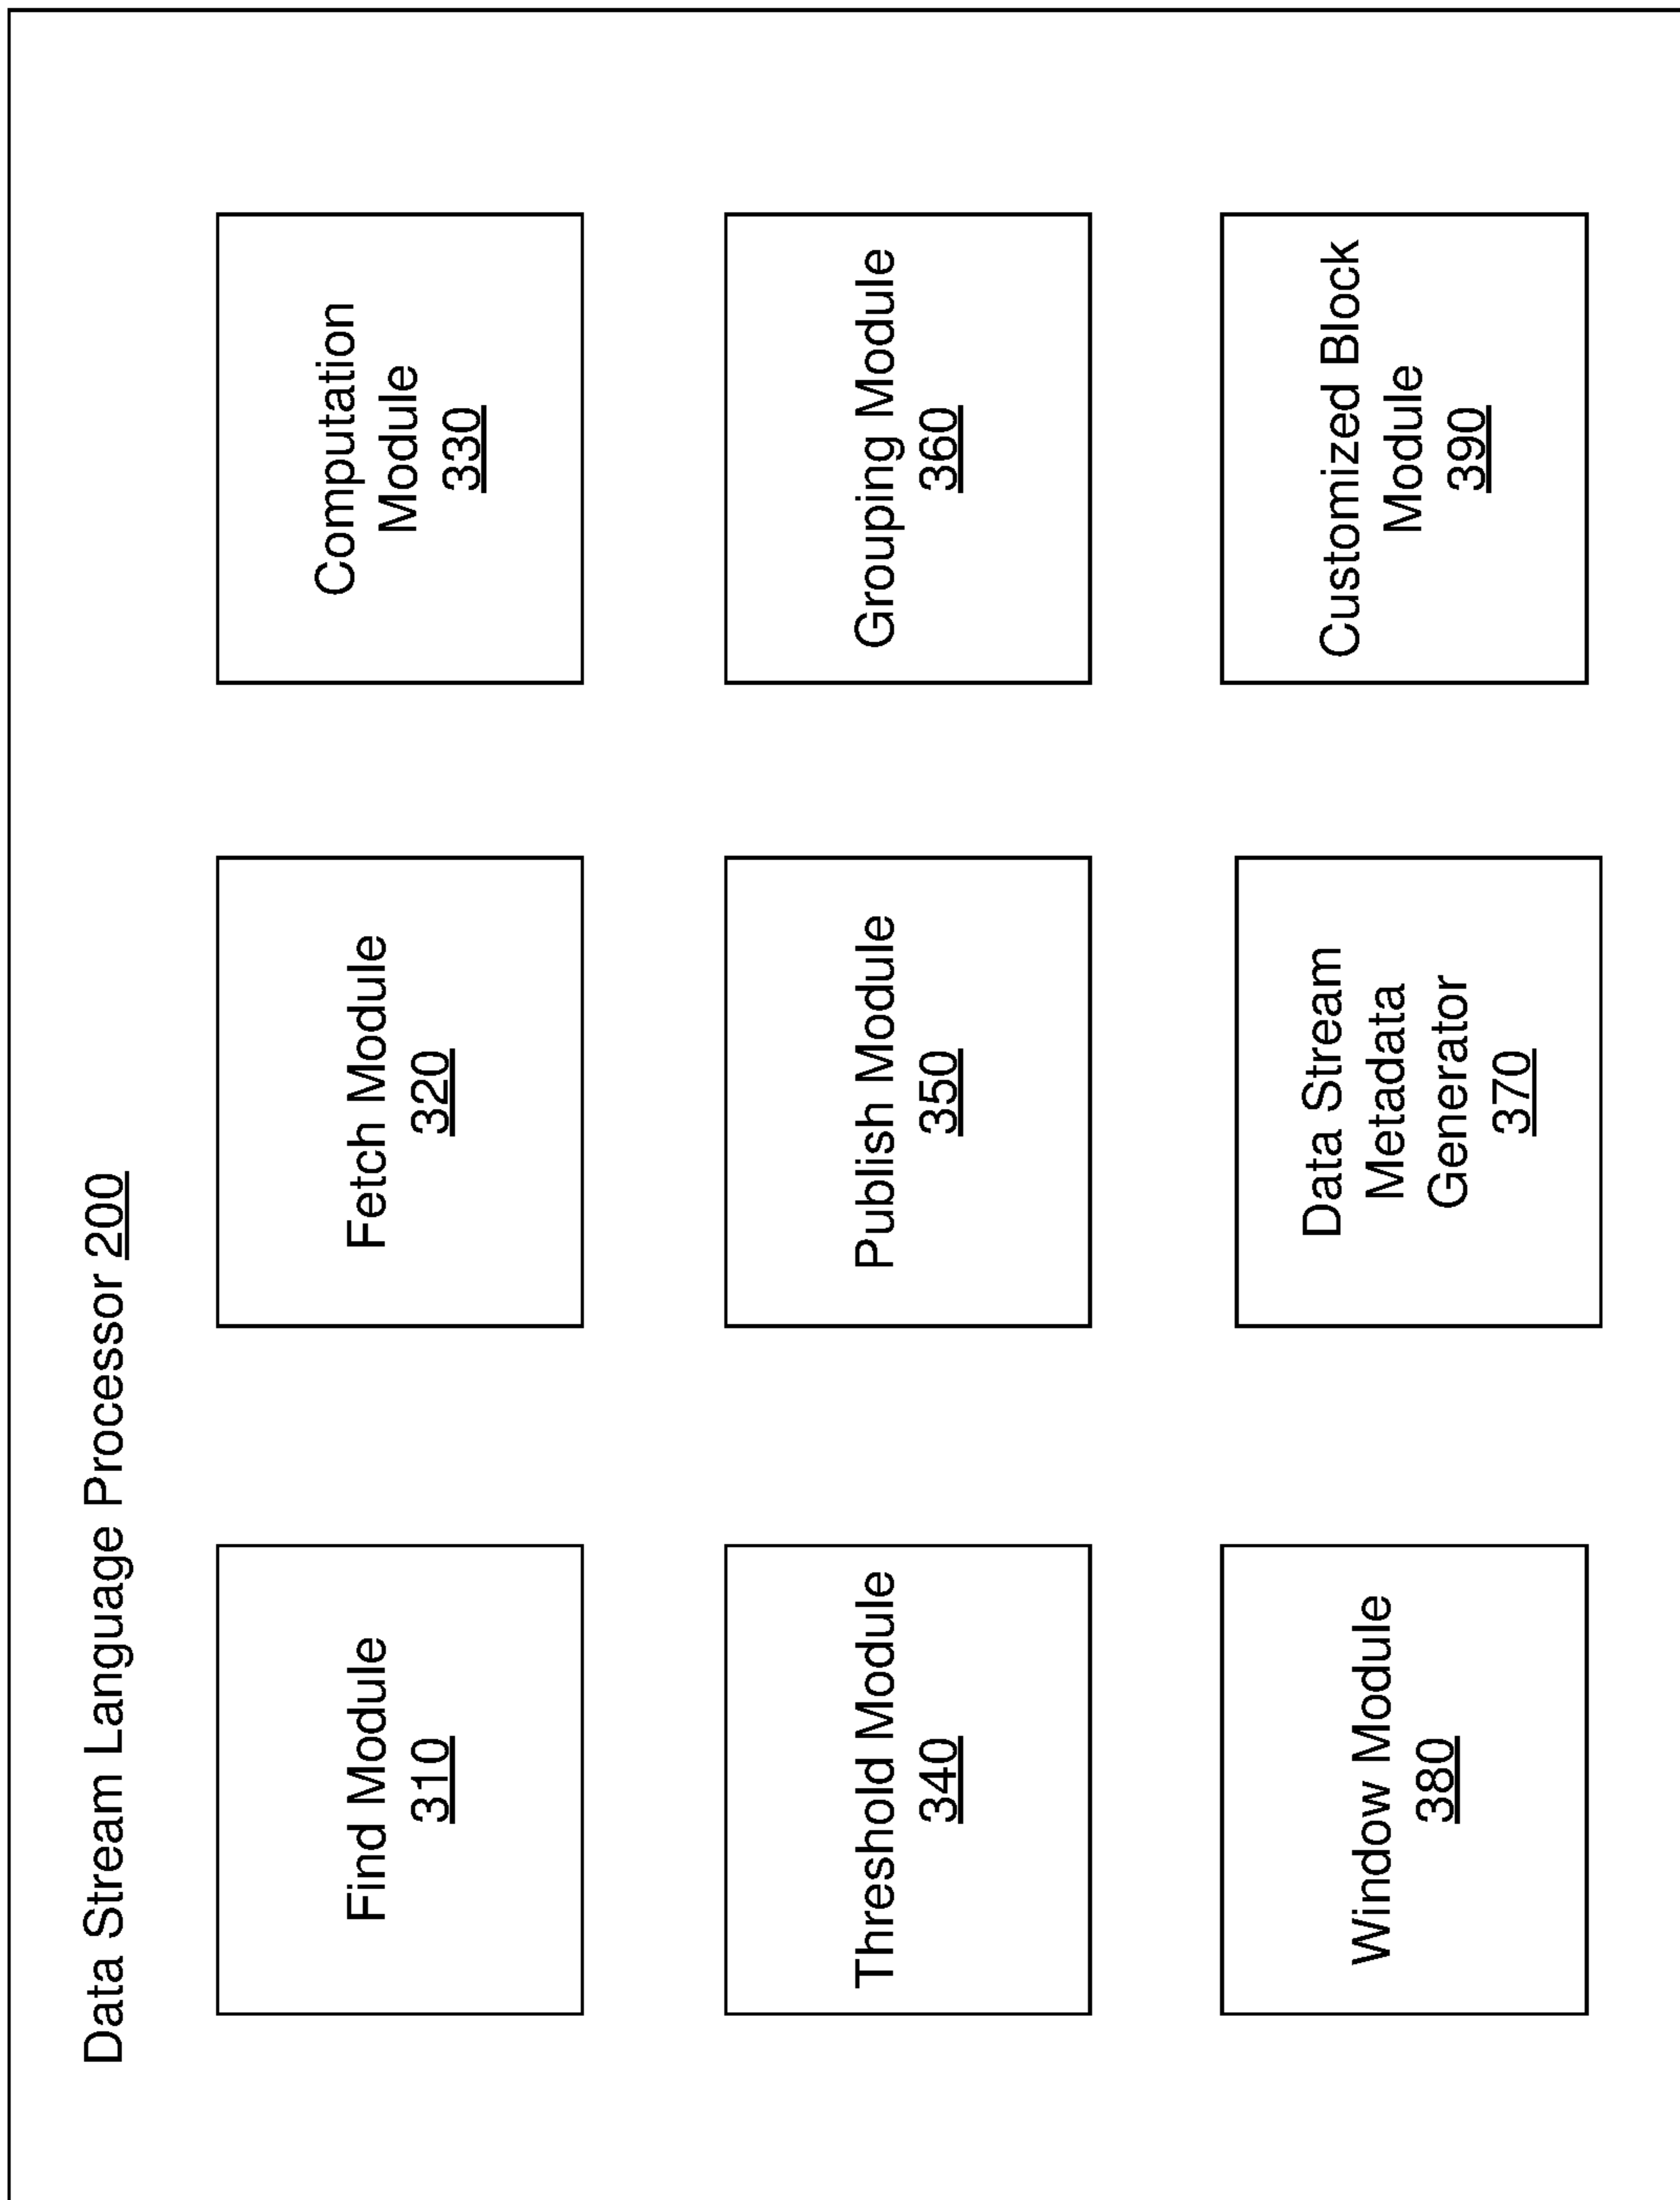 Data Stream Language Processor 200
Find Module
310
Fetch Module
320
Computation
Module
330
Threshold Module
340
Publish Module
350
Grouping Module
360
Window Module
380
Data Stream
Metadata
Generator
370
Customized Block
Module
390